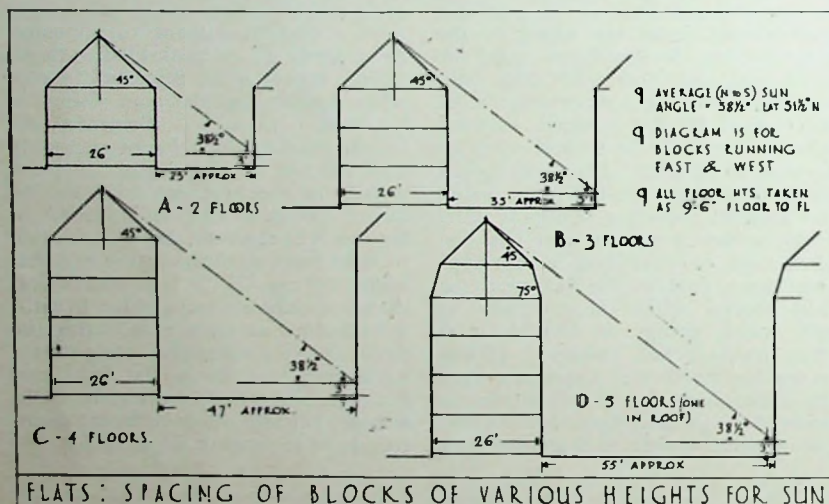 45°
38½°
3'
26'
25' APPROX
A - 2 FLOORS
45°
38½°
3'
26'
35' APPROX
B - 3 FLOORS
¶ AVERAGE (N to S) SUN
ANGLE = 38½° LAT 51½°N
¶ DIAGRAM IS FOR
BLOCKS RUNNING
EAST & WEST
¶ ALL FLOOR HTS. TAKEN
AS 9'-6" FLOOR TO FL
45°
38½°
3'
26'
47' APPROX.
C - 4 FLOORS.
45°
75°
D - 5 FLOORS (ONE
IN ROOF)
38½°
3'
26'
55' APPROX
FLATS: SPACING OF BLOCKS OF VARIOUS HEIGHTS FOR SUN